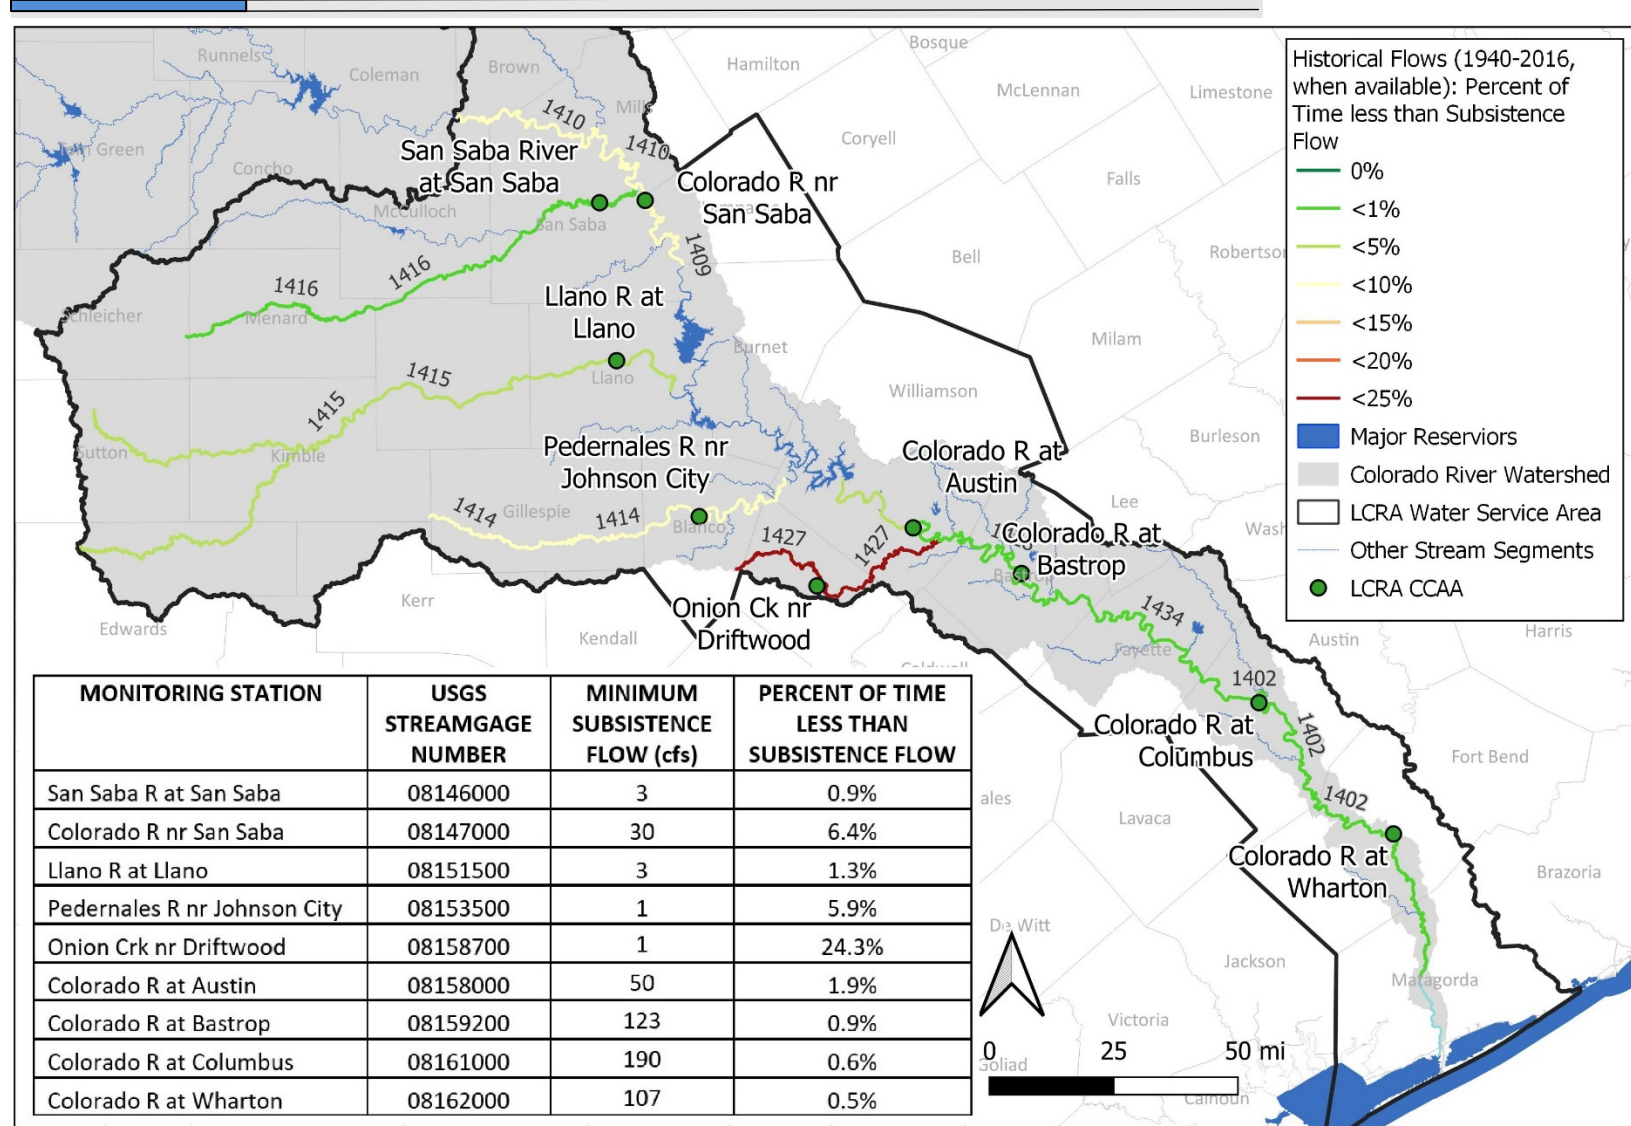 Runnels
Coleman
Brown
Hamilton
Bosque
McLennan
Limestone
Mills
Coryell
Falls
Concho
McCulloch
San Saba
Bell
Menard
Burnet
Milam
Llano
Williamson
Burleson
Kimble
Lee
Gillespie
Blanco
Bastrop
Kerr
Edwards
Kendall
Fayette
Austin
Harris
Fort Bend
Lavaca
Brazoria
De Witt
Jackson
Matagorda
Victoria
Goliad
Calhoun
1410
1410
San Saba River
at San Saba
Colorado R nr
San Saba
1409
1416
1416
Llano R at
Llano
1415
1415
Pedernales R nr
Johnson City
1414
1414
Colorado R at
Austin
1427
1427
Colorado R at
Bastrop
Onion Ck nr
Driftwood
1434
1402
1402
Colorado R at
Columbus
1402
Colorado R at
Wharton
Historical Flows (1940-2016,
when available): Percent of
Time less than Subsistence
Flow
0%
<1%
<5%
<10%
<15%
<20%
<25%
Major Reserviors
Colorado River Watershed
LCRA Water Service Area
Other Stream Segments
LCRA CCAA
MONITORING STATION USGS STREAMGAGE NUMBER MINIMUM SUBSISTENCE FLOW (cfs) PERCENT OF TIME LESS THAN SUBSISTENCE FLOW
San Saba R at San Saba 08146000 3 0.9%
Colorado R nr San Saba 08147000 30 6.4%
Llano R at Llano 08151500 3 1.3%
Pedernales R nr Johnson City 08153500 1 5.9%
Onion Crk nr Driftwood 08158700 1 24.3%
Colorado R at Austin 08158000 50 1.9%
Colorado R at Bastrop 08159200 123 0.9%
Colorado R at Columbus 08161000 190 0.6%
Colorado R at Wharton 08162000 107 0.5%
0 25 50 mi